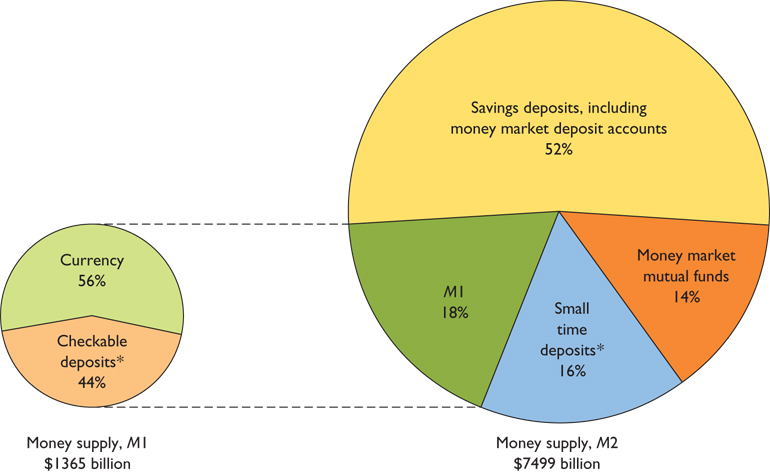 Savings deposits, including
money market deposit accounts
52%
Currency
56%
Checkable
deposits*
44%
M1
18%
Small
time
deposits*
16%
Money market
mutual funds
14%
Money supply, M1
$1365 billion
Money supply, M2
$7499 billion